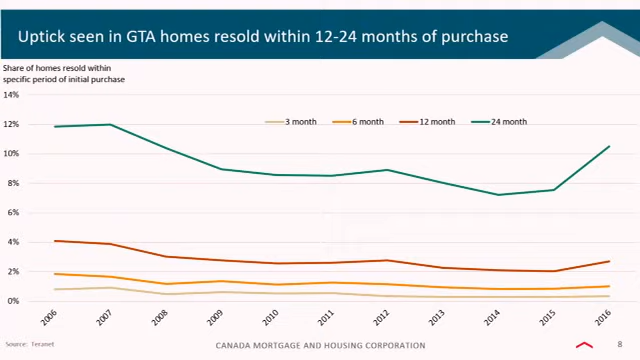 Uptick seen in GTA homes resold within 12-24 months of purchase
Share of homes resold within
specific period of initial purchase
14%
3 month 6 month 12 month 24 month
12%
10%
8%
6%
4%
2%
0%
2006 2007 2008 2009 2010 2011 2012 2013 2014 2015 2016
Source: Teranet
CANADA MORTGAGE AND HOUSING CORPORATION
8